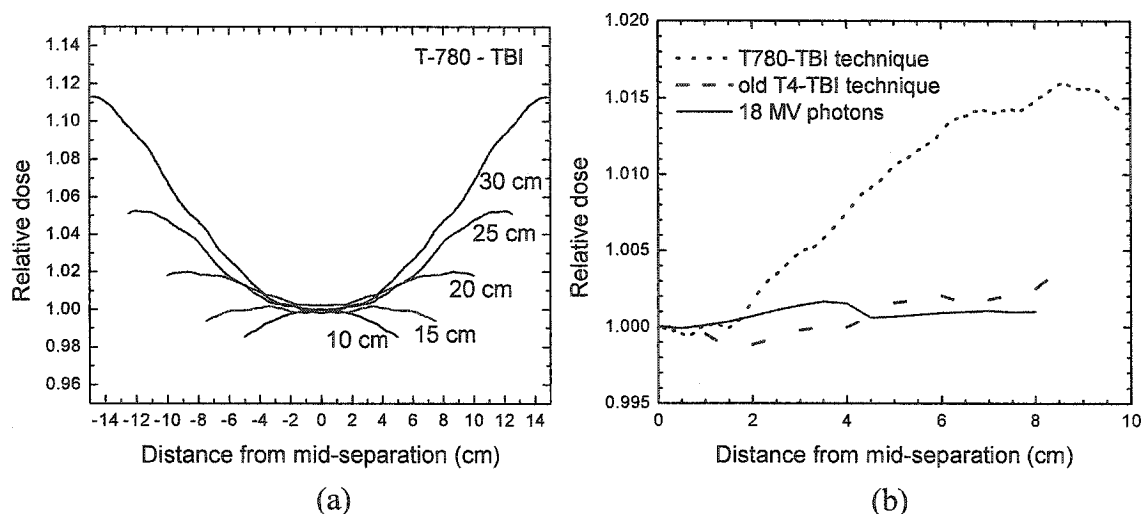 1.14
1.12
1.10
1.08
1.06
1.04
1.02
1.00
0.98
0.96
Relative dose
T-780 - TBI
30 cm
25 cm
20 cm
15 cm
10 cm
-14 -12 -10 -8 -6 -4 -2 0 2 4 6 8 10 12 14
Distance from mid-separation (cm)
(a)
1.020
1.015
1.010
1.005
1.000
0.995
Relative dose
T780-TBI technique
old T4-TBI technique
18 MV photons
0 2 4 6 8 10
Distance from mid-separation (cm)
(b)